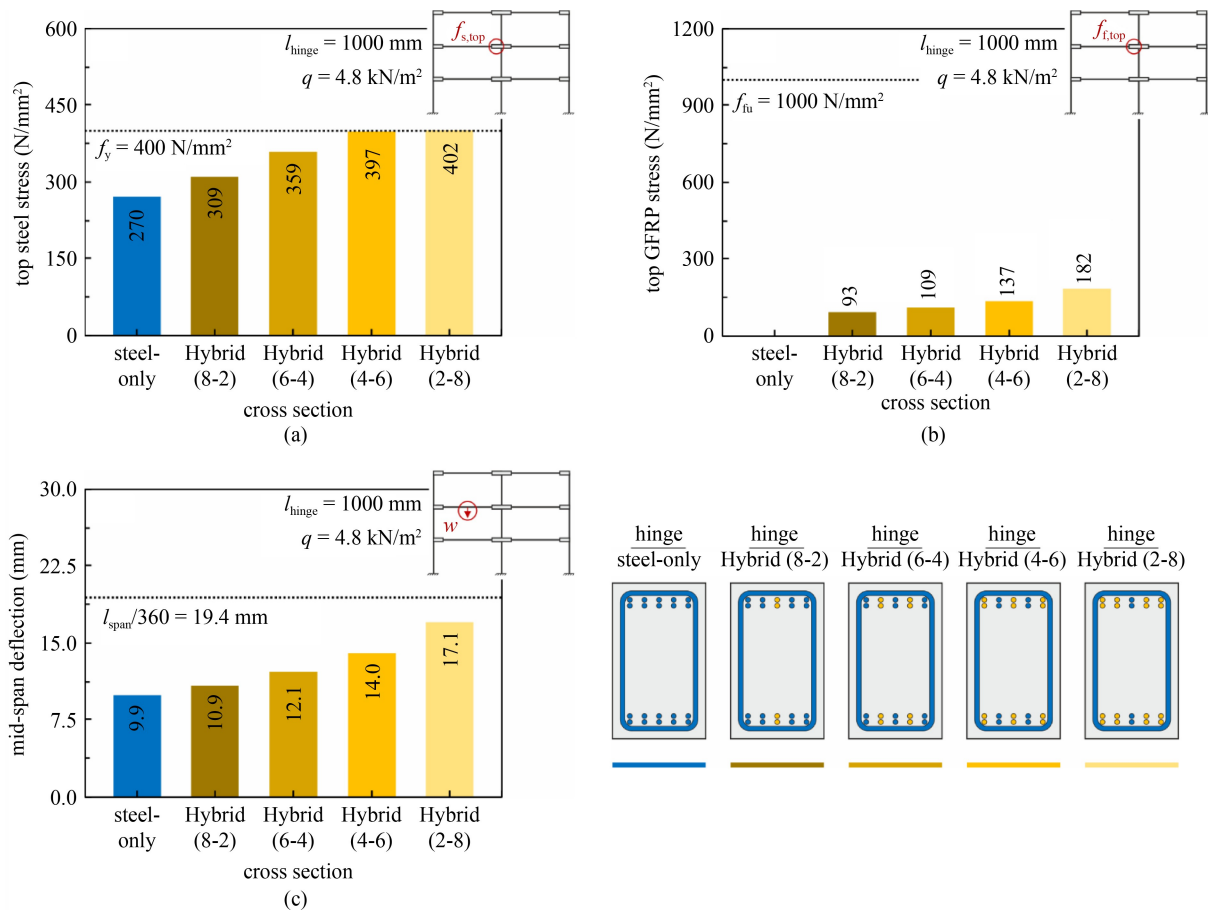 600
450
300
150
0
top steel stress (N/mm²)
l_hinge = 1000 mm
q = 4.8 kN/m²
f_s,top
f_y = 400 N/mm²
270
309
359
397
402
steel-only
Hybrid (8-2)
Hybrid (6-4)
Hybrid (4-6)
Hybrid (2-8)
cross section
(a)
1200
900
600
300
0
top GFRP stress (N/mm²)
l_hinge = 1000 mm
q = 4.8 kN/m²
f_f,top
f_fu = 1000 N/mm²
93
109
137
182
steel-only
Hybrid (8-2)
Hybrid (6-4)
Hybrid (4-6)
Hybrid (2-8)
cross section
(b)
30.0
22.5
15.0
7.5
0.0
mid-span deflection (mm)
l_hinge = 1000 mm
q = 4.8 kN/m²
w
l_span/360 = 19.4 mm
9.9
10.9
12.1
14.0
17.1
steel-only
Hybrid (8-2)
Hybrid (6-4)
Hybrid (4-6)
Hybrid (2-8)
cross section
(c)
hinge
steel-only
hinge
Hybrid (8-2)
hinge
Hybrid (6-4)
hinge
Hybrid (4-6)
hinge
Hybrid (2-8)